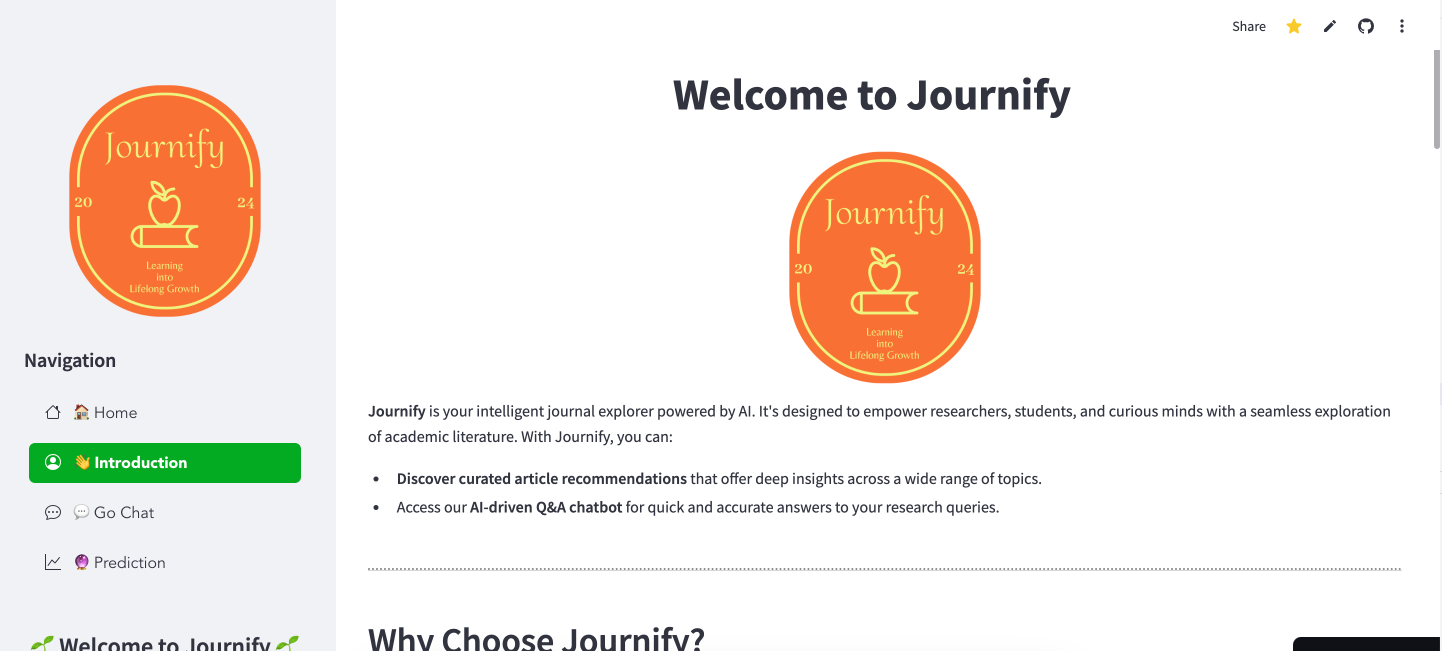 Share
Journify
20 24
Learning
into
Lifelong Growth
Navigation
🏠 Home
👋 Introduction
💬 Go Chat
🔮 Prediction
🌱 Welcome to Journify 🌱
Welcome to Journify
Journify
20 24
Learning
into
Lifelong Growth
Journify is your intelligent journal explorer powered by AI. It's designed to empower researchers, students, and curious minds with a seamless exploration
of academic literature. With Journify, you can:
• Discover curated article recommendations that offer deep insights across a wide range of topics.
• Access our AI-driven Q&A chatbot for quick and accurate answers to your research queries.
Why Choose Journify?